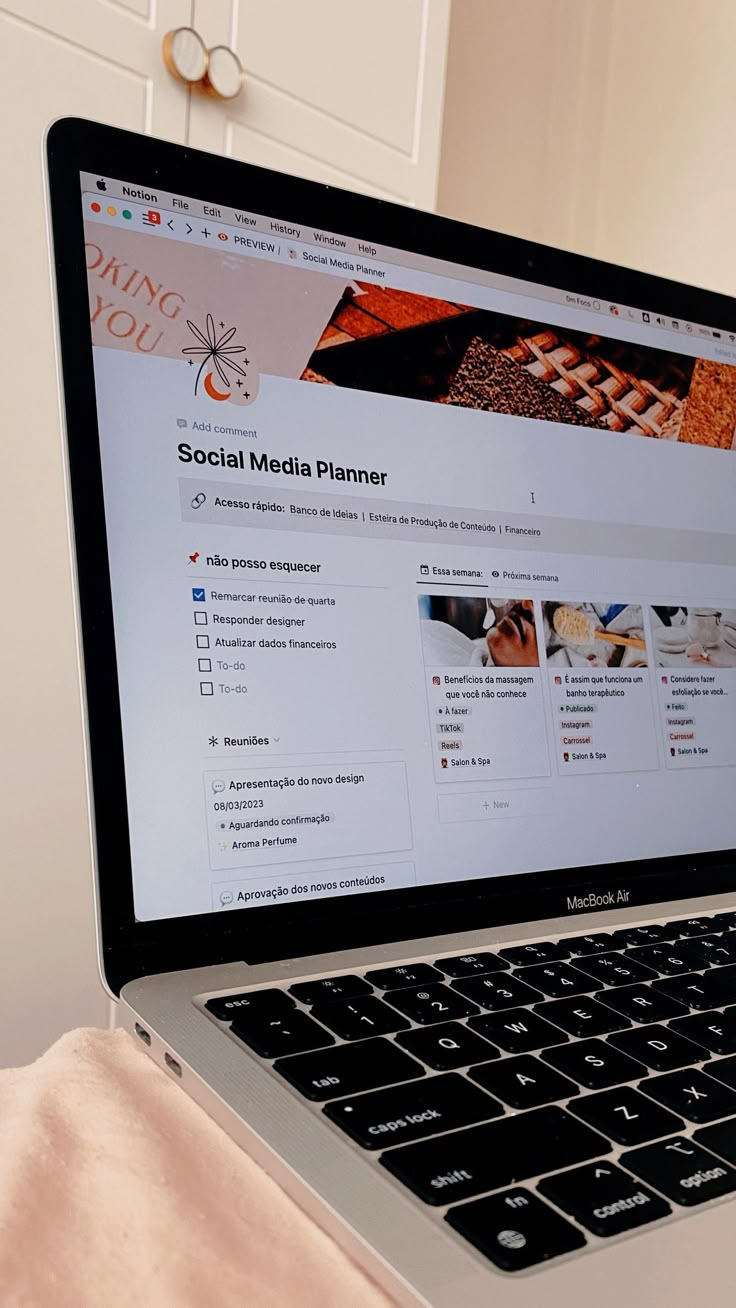 Notion File Edit View History Window Help
3 PREVIEW / Social Media Planner
OKING
YOU
Add comment
Social Media Planner
Acesso rápido: Banco de Ideias | Esteira de Produção de Conteúdo | Financeiro
não posso esquecer
Remarcar reunião de quarta
Responder designer
Atualizar dados financeiros
To-do
To-do
Reuniões
Apresentação do novo design
08/03/2023
Aguardando confirmação
Aroma Perfume
Aprovação dos novos conteúdos
Essa semana: Próxima semana
Benefícios da massagem
que você não conhece
À fazer
TikTok
Reels
Salon & Spa
É assim que funciona um
banho terapêutico
Publicado
Instagram
Carrossel
Salon & Spa
Considere fazer
esfoliação se você...
Feito
Instagram
Carrossel
Salon & Spa
+ New
MacBook Air
esc
~ ! 1 @ 2 # 3 $ 4 % 5 ^ 6 & 7
tab Q W E R T
caps lock A S D F
shift Z X
fn control option